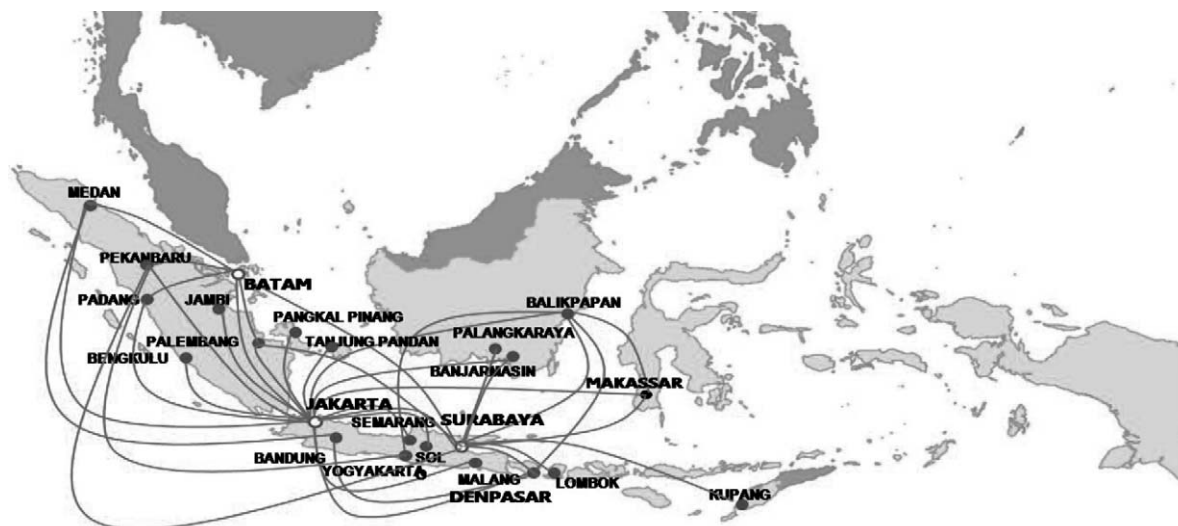 MEDAN
PEKANBARU
BATAM
PADANG
JAMBI
BALIKPAPAN
PANGKAL PINANG
PALEMBANG
TANJUNG PANDAN
PALANGKARAYA
BENGKULU
BANJARMASIN
MAKASSAR
JAKARTA
SEMARANG
SURABAYA
BANDUNG
SOL
YOGYAKARTA
MALANG
LOMBOK
DENPASAR
KUPANG